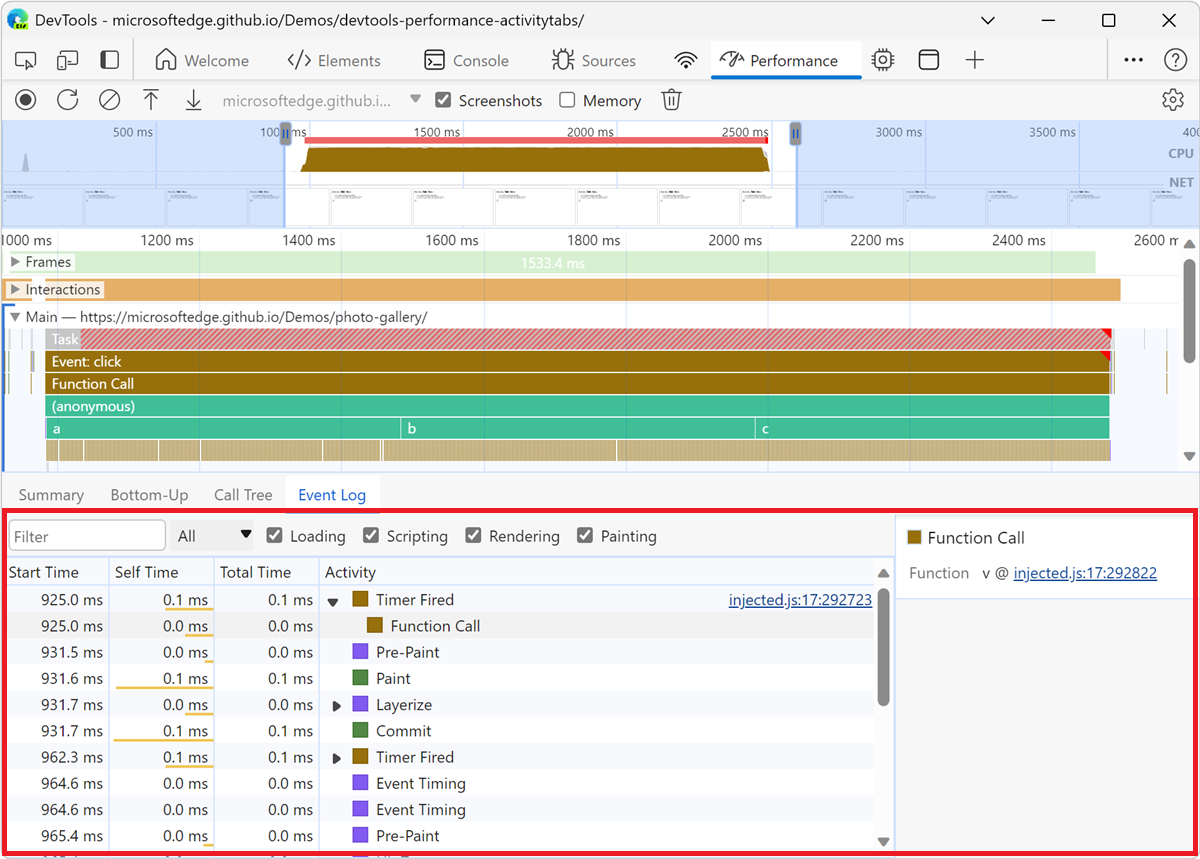 DevTools - microsoftedge.github.io/Demos/devtools-performance-activitytabs/
Welcome Elements Console Sources Performance
microsoftedge.github.i... Screenshots Memory
500 ms 1000 ms 1500 ms 2000 ms 2500 ms 3000 ms 3500 ms 400
CPU
NET
1000 ms 1200 ms 1400 ms 1600 ms 1800 ms 2000 ms 2200 ms 2400 ms 2600 m
Frames 1533.4 ms
Interactions
Main — https://microsoftedge.github.io/Demos/photo-gallery/
Task
Event: click
Function Call
(anonymous)
a b c
Summary Bottom-Up Call Tree Event Log
Filter All Loading Scripting Rendering Painting
Function Call
Function v @ injected.js:17:292822
Start Time Self Time Total Time Activity
925.0 ms 0.1 ms 0.1 ms Timer Fired injected.js:17:292723
925.0 ms 0.0 ms 0.0 ms Function Call
931.5 ms 0.0 ms 0.0 ms Pre-Paint
931.6 ms 0.1 ms 0.1 ms Paint
931.7 ms 0.0 ms 0.0 ms Layerize
931.7 ms 0.1 ms 0.1 ms Commit
962.3 ms 0.1 ms 0.1 ms Timer Fired
964.6 ms 0.0 ms 0.0 ms Event Timing
964.6 ms 0.0 ms 0.0 ms Event Timing
965.4 ms 0.0 ms 0.0 ms Pre-Paint